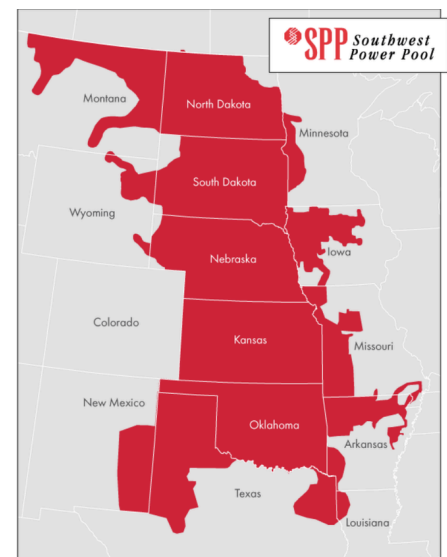 SPP Southwest
Power Pool
Montana
North Dakota
Minnesota
South Dakota
Wyoming
Iowa
Nebraska
Colorado
Kansas
Missouri
New Mexico
Oklahoma
Arkansas
Texas
Louisiana